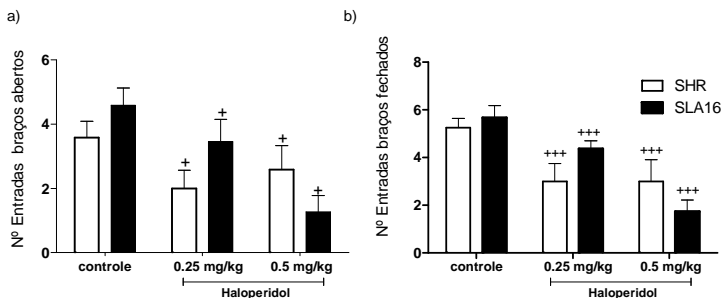 a)
Nº Entradas braços abertos
6
4
2
0
+
+
+
+
controle
0.25 mg/kg
0.5 mg/kg
Haloperidol
b)
Nº Entradas braços fechados
8
6
4
2
0
SHR
SLA16
+++
+++
+++
+++
controle
0.25 mg/kg
0.5 mg/kg
Haloperidol